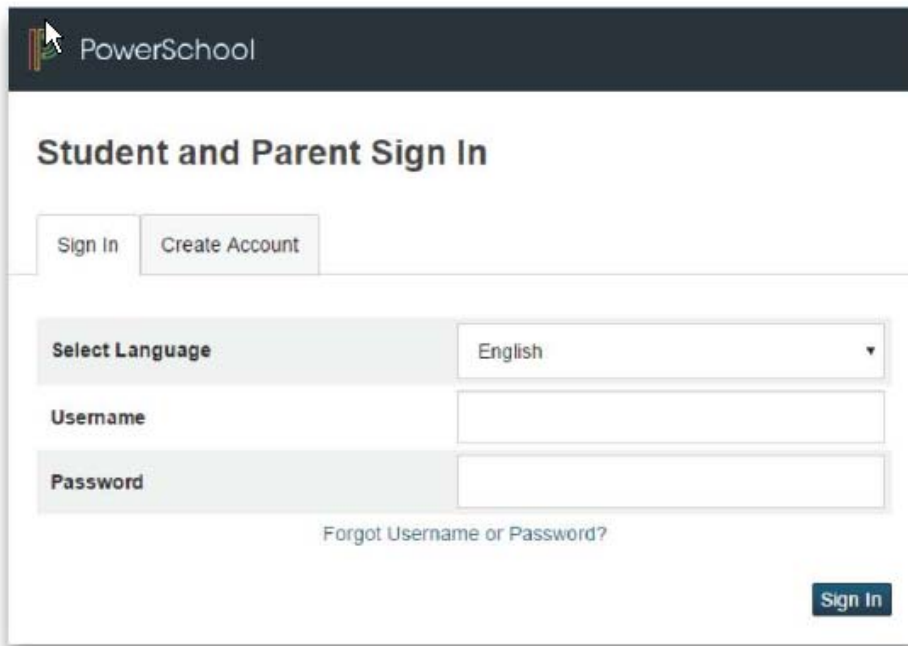 PowerSchool
Student and Parent Sign In
Sign In Create Account
Select Language English
Username
Password
Forgot Username or Password?
Sign In